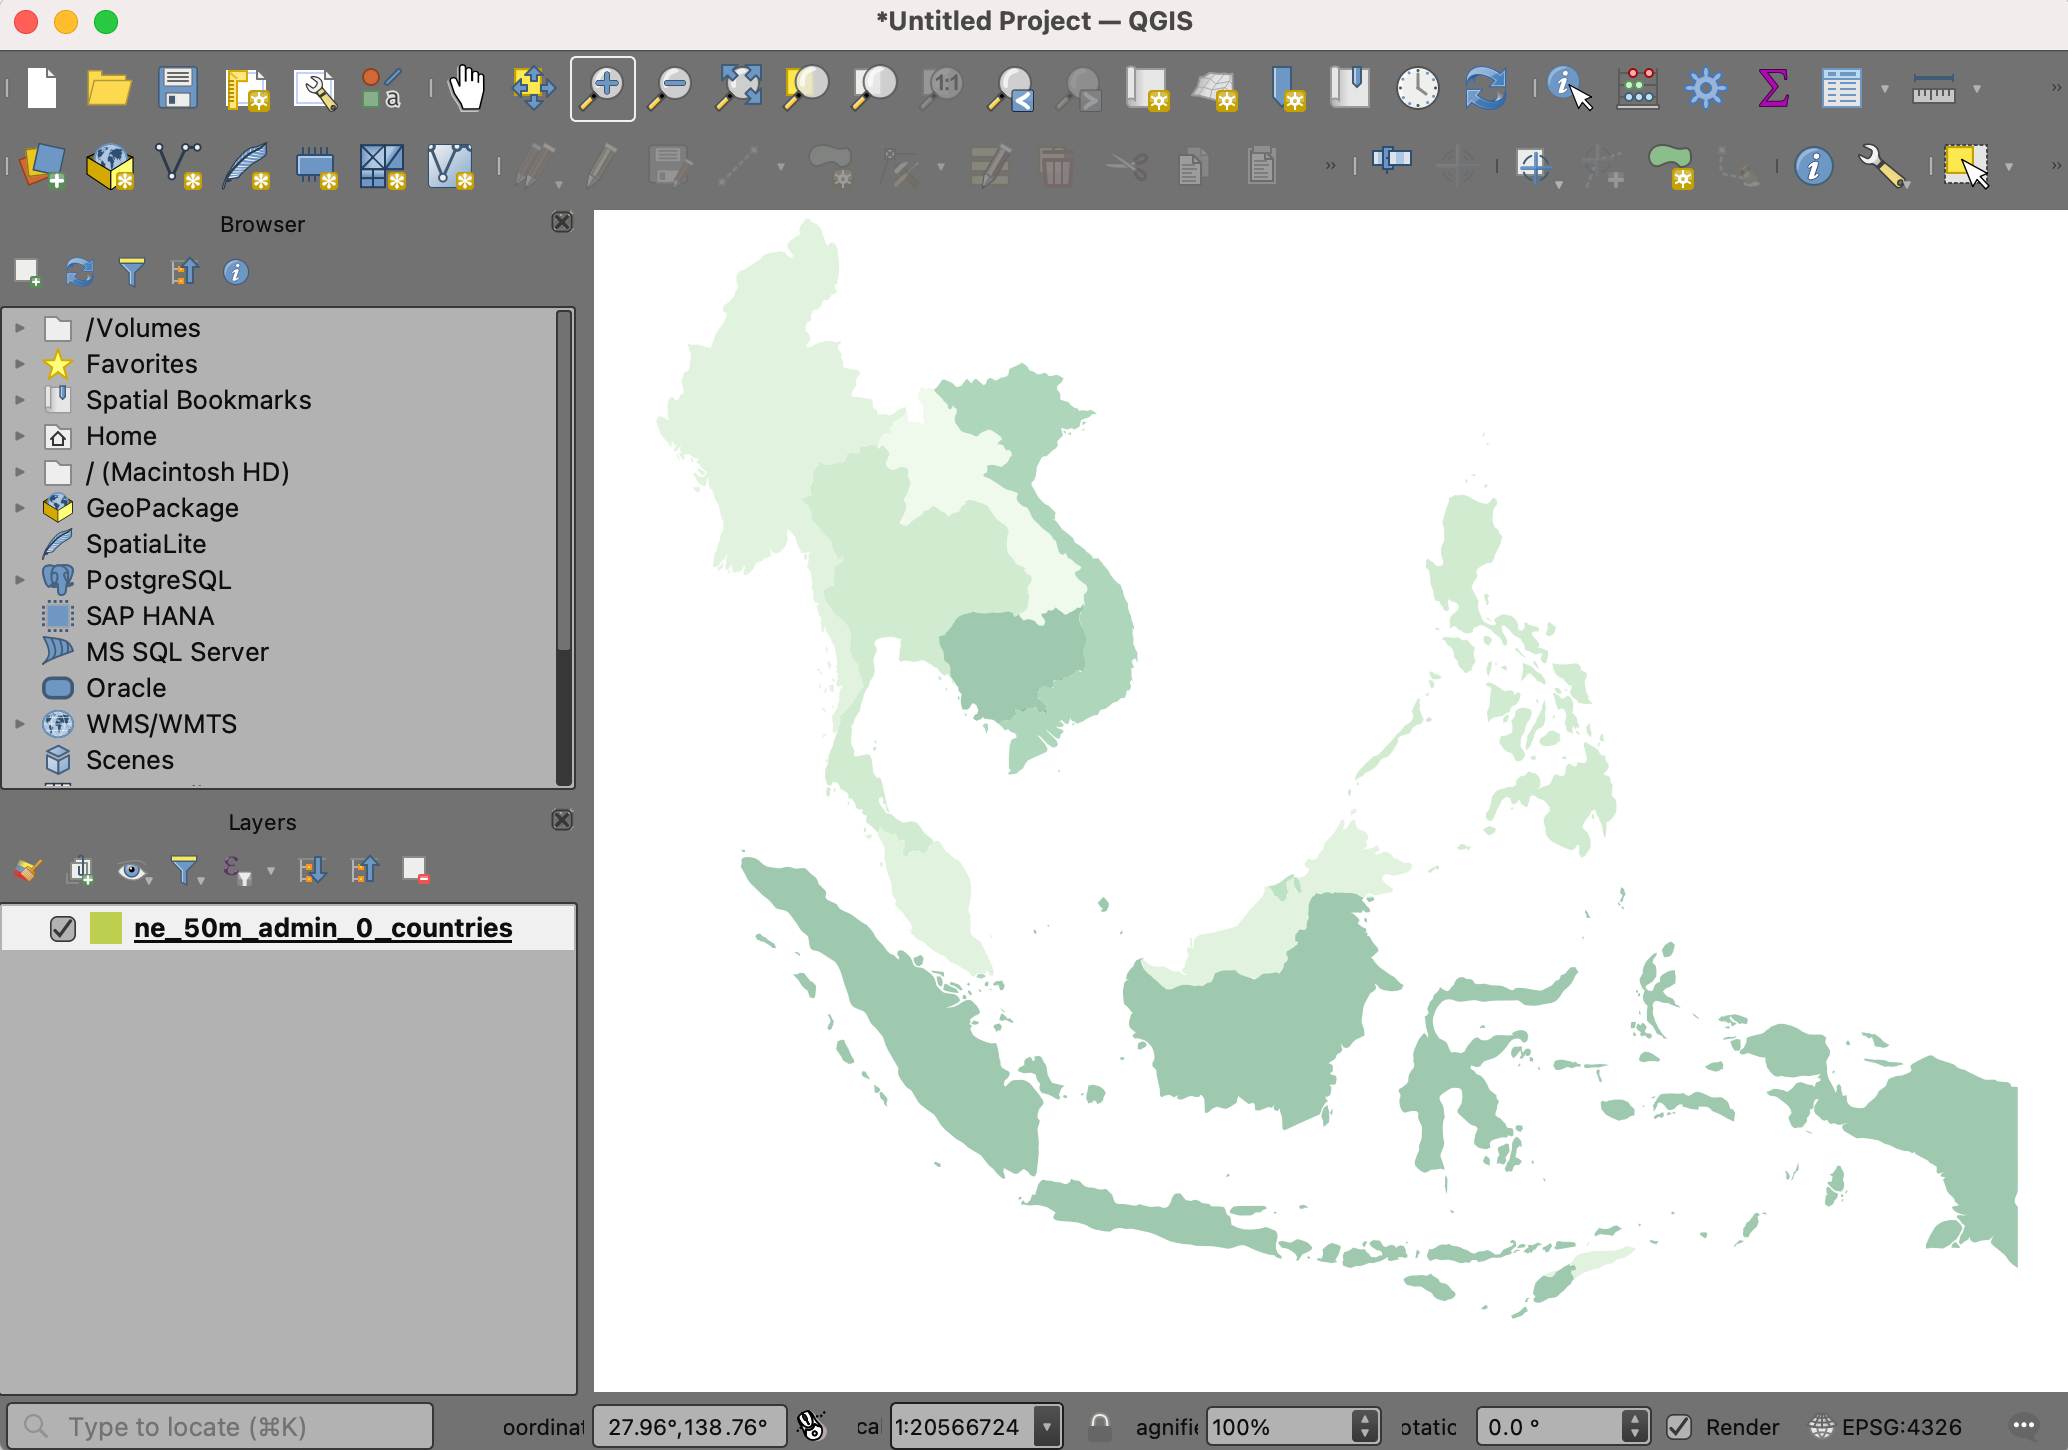 *Untitled Project — QGIS
1:1
a
Browser
/Volumes
Favorites
Spatial Bookmarks
Home
/ (Macintosh HD)
GeoPackage
SpatiaLite
PostgreSQL
SAP HANA
MS SQL Server
Oracle
WMS/WMTS
Scenes
Layers
ne_50m_admin_0_countries
Type to locate (⌘K)
oordinat
27.96°,138.76°
ca
1:20566724
agnifi
100%
otatic
0.0 °
Render
EPSG:4326